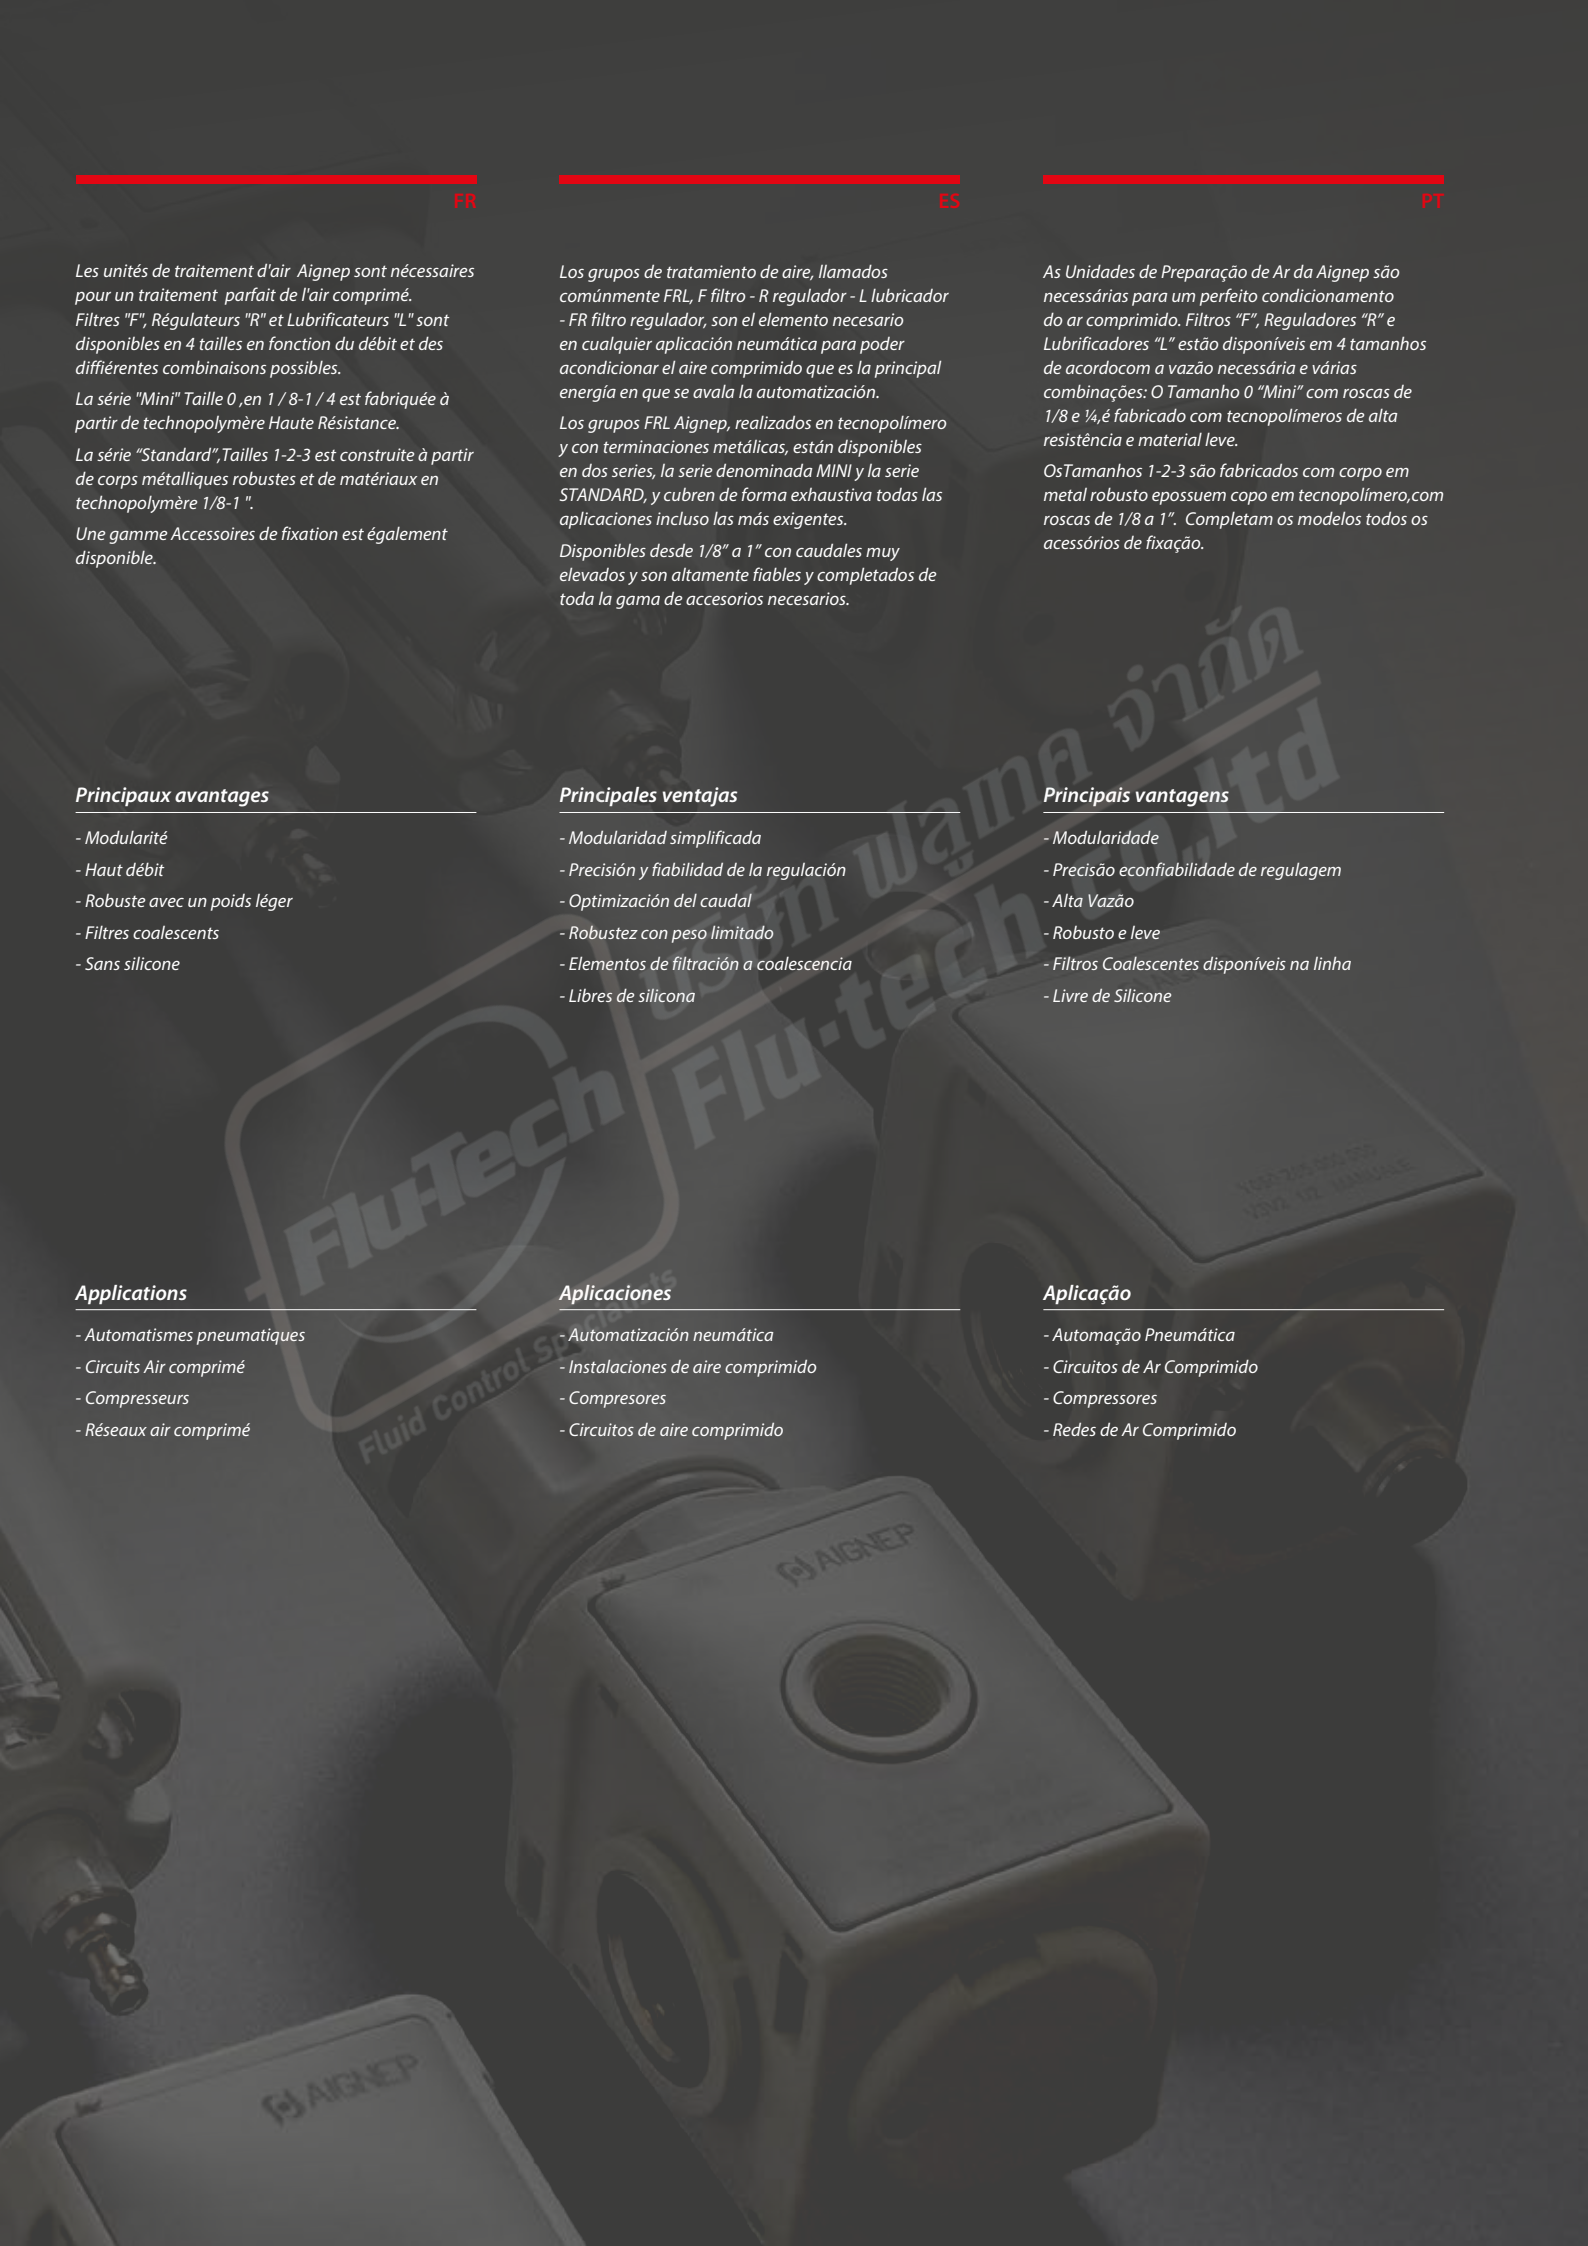 FR
Les unités de traitement d'air  Aignep sont nécessaires
pour un traitement  parfait de l'air comprimé.
Filtres "F", Régulateurs "R" et Lubrificateurs "L" sont
disponibles en 4 tailles en fonction du débit et des
diffiérentes combinaisons possibles.
La série "Mini" Taille 0 ,en 1 / 8-1 / 4 est fabriquée à
partir de technopolymère Haute Résistance.
La série “Standard”,Tailles 1-2-3 est construite à partir
de corps métalliques robustes et de matériaux en
technopolymère 1/8-1 ".
Une gamme Accessoires de fixation est également
disponible.
Principaux avantages
- Modularité
- Haut débit
- Robuste avec un poids léger
- Filtres coalescents
- Sans silicone
Applications
- Automatismes pneumatiques
- Circuits Air comprimé
- Compresseurs
- Réseaux air comprimé
ES
Los grupos de tratamiento de aire, llamados
comúnmente FRL, F filtro - R regulador - L lubricador
- FR filtro regulador, son el elemento necesario
en cualquier aplicación neumática para poder
acondicionar el aire comprimido que es la principal
energía en que se avala la automatización.
Los grupos FRL Aignep, realizados en tecnopolímero
y con terminaciones metálicas, están disponibles
en dos series, la serie denominada MINI y la serie
STANDARD, y cubren de forma exhaustiva todas las
aplicaciones incluso las más exigentes.
Disponibles desde 1/8” a 1” con caudales muy
elevados y son altamente fiables y completados de
toda la gama de accesorios necesarios.
Principales ventajas
- Modularidad simplificada
- Precisión y fiabilidad de la regulación
- Optimización del caudal
- Robustez con peso limitado
- Elementos de filtración a coalescencia
- Libres de silicona
Aplicaciones
- Automatización neumática
- Instalaciones de aire comprimido
- Compresores
- Circuitos de aire comprimido
PT
As Unidades de Preparação de Ar da Aignep são
necessárias para um perfeito condicionamento
do ar comprimido. Filtros “F”, Reguladores “R” e
Lubrificadores “L” estão disponíveis em 4 tamanhos
de acordocom a vazão necessária e várias
combinações: O Tamanho 0 “Mini” com roscas de
1/8 e ¼,é fabricado com tecnopolímeros de alta
resistência e material leve.
OsTamanhos 1-2-3 são fabricados com corpo em
metal robusto epossuem copo em tecnopolímero,com
roscas de 1/8 a 1”.  Completam os modelos todos os
acessórios de fixação.
Principais vantagens
- Modularidade
- Precisão econfiabilidade de regulagem
- Alta Vazão
- Robusto e leve
- Filtros Coalescentes disponíveis na linha
- Livre de Silicone
Aplicação
- Automação Pneumática
- Circuitos de Ar Comprimido
- Compressores
- Redes de Ar Comprimido
บริษัท ฟลูเทค จำกัด
Flu-tech co.,ltd
Flu-Tech
Fluid Control Specialists
AIGNEP
AIGNEP